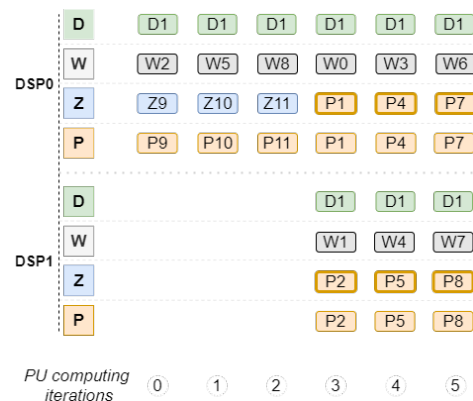 D D1 D1 D1 D1 D1 D1
W W2 W5 W8 W0 W3 W6
DSP0
Z Z9 Z10 Z11 P1 P4 P7
P P9 P10 P11 P1 P4 P7
D D1 D1 D1
W W1 W4 W7
DSP1
Z P2 P5 P8
P P2 P5 P8
PU computing
iterations
0 1 2 3 4 5